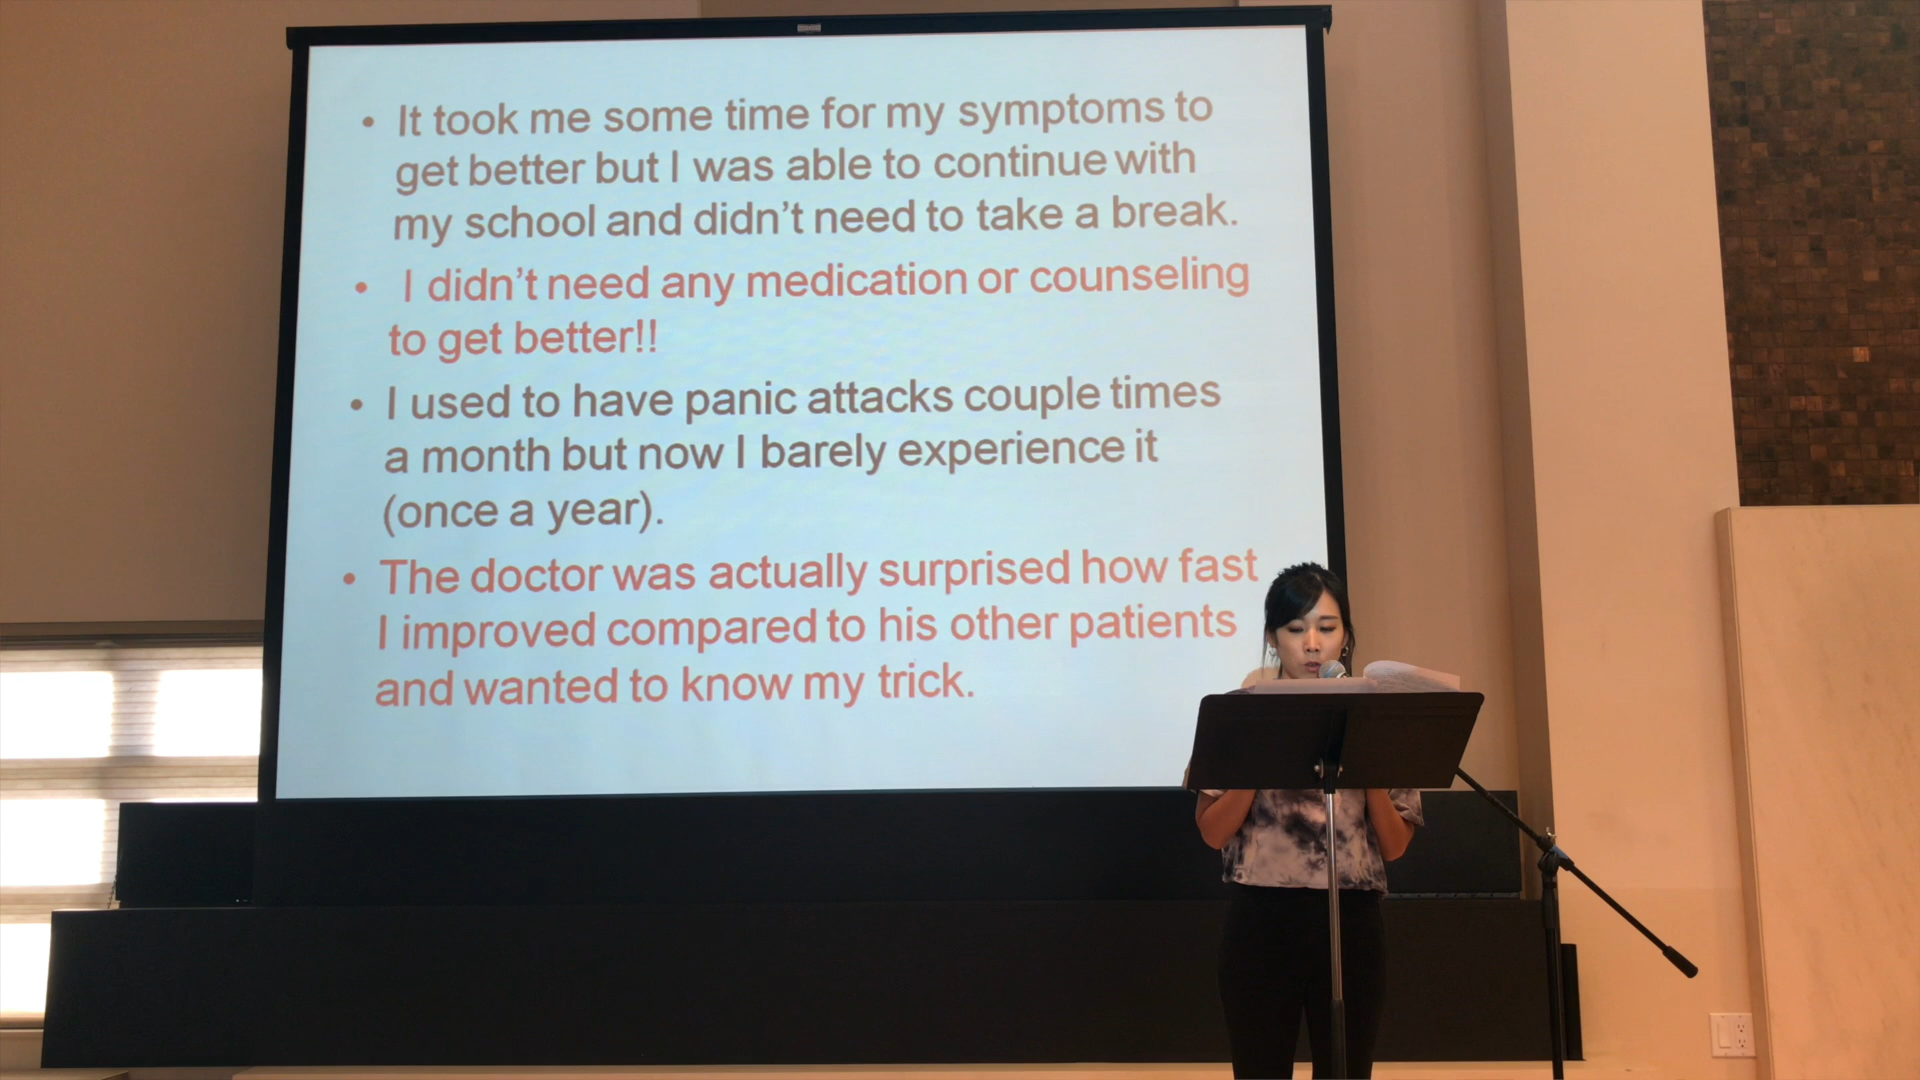 • It took me some time for my symptoms to
get better but I was able to continue with
my school and didn’t need to take a break.
• I didn’t need any medication or counseling
to get better!!
• I used to have panic attacks couple times
a month but now I barely experience it
(once a year).
• The doctor was actually surprised how fast
I improved compared to his other patients
and wanted to know my trick.